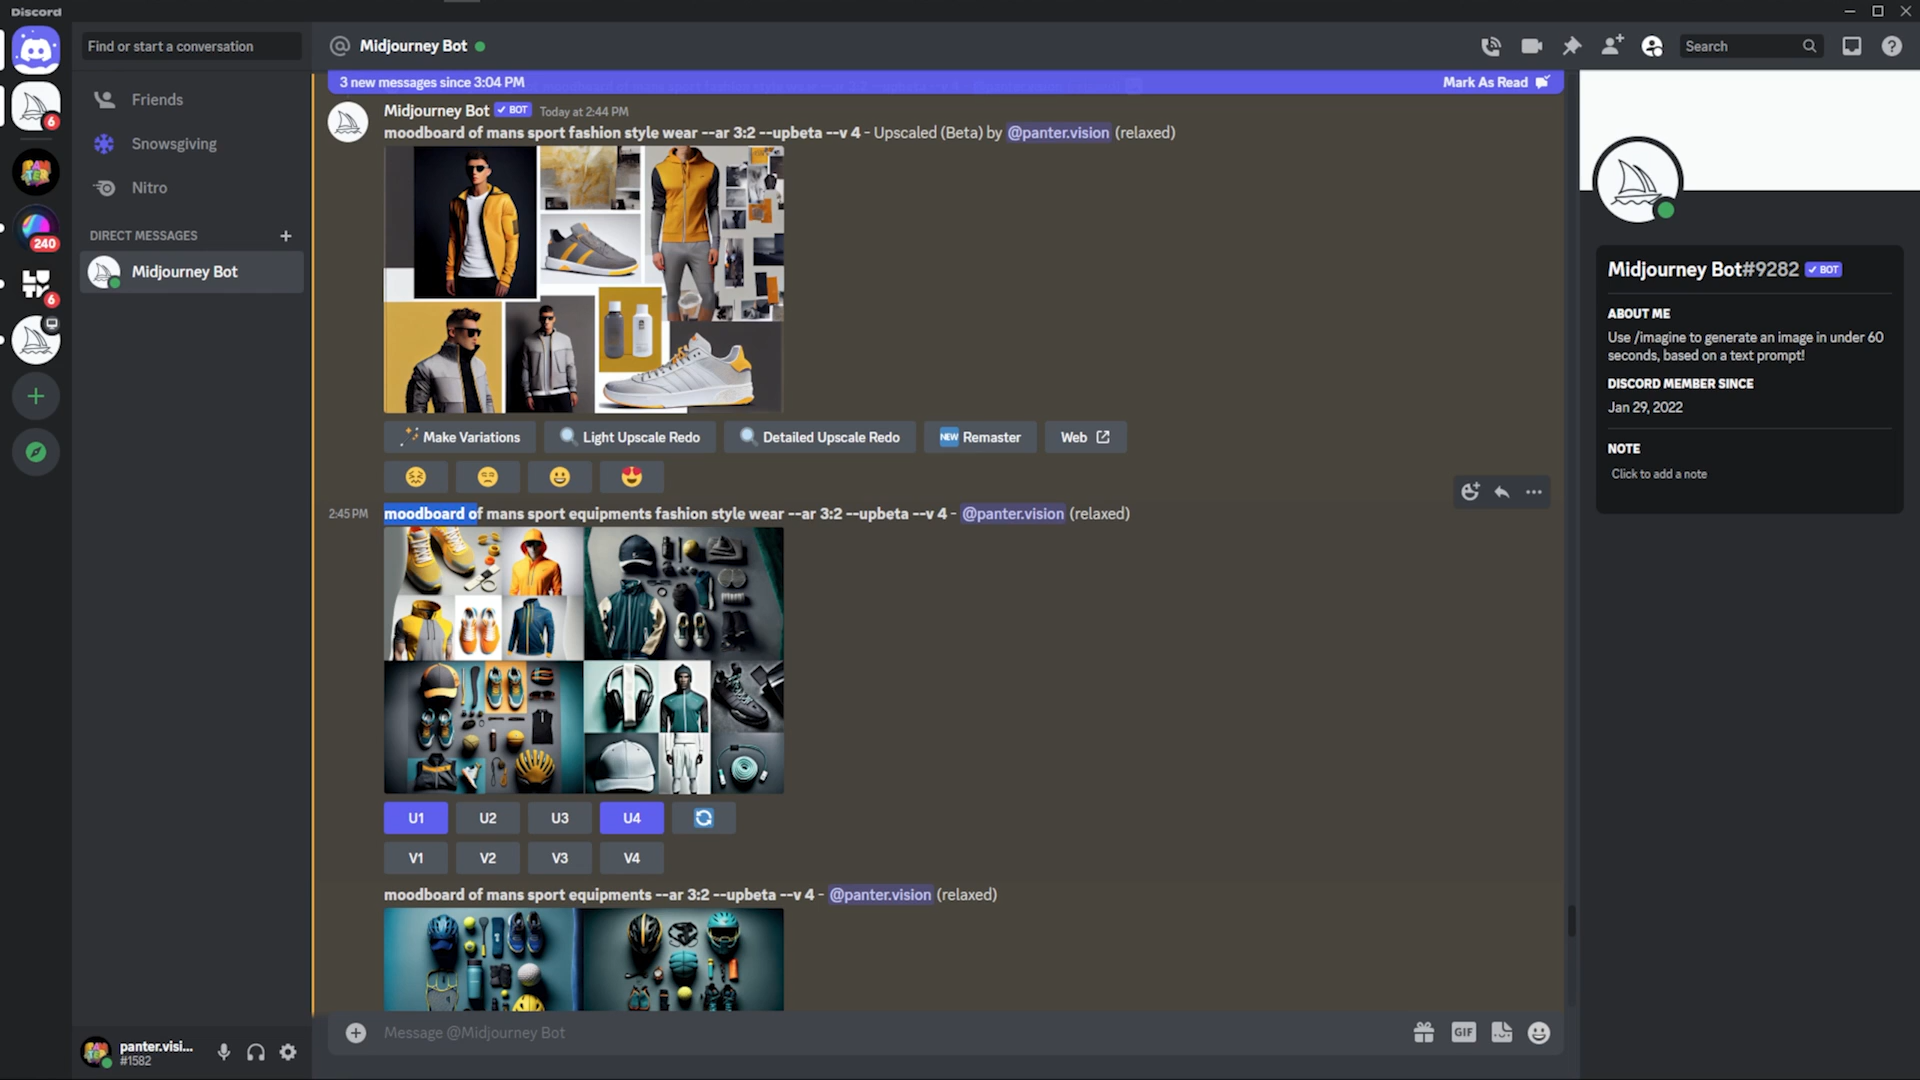 Discord
Find or start a conversation
Friends
Snowsgiving
Nitro
DIRECT MESSAGES
Midjourney Bot
6
240
6
panter.visi...
#1582
Midjourney Bot
Search
3 new messages since 3:04 PM
Mark As Read
Midjourney Bot BOT Today at 2:44 PM
moodboard of mans sport fashion style wear --ar 3:2 --upbeta --v 4 - Upscaled (Beta) by @panter.vision (relaxed)
Make Variations
Light Upscale Redo
Detailed Upscale Redo
NEW Remaster
Web
2:45 PM moodboard of mans sport equipments fashion style wear --ar 3:2 --upbeta --v 4 - @panter.vision (relaxed)
U1 U2 U3 U4
V1 V2 V3 V4
moodboard of mans sport equipments --ar 3:2 --upbeta --v 4 - @panter.vision (relaxed)
Message @Midjourney Bot
GIF
Midjourney Bot#9282 BOT
ABOUT ME
Use /imagine to generate an image in under 60
seconds, based on a text prompt!
DISCORD MEMBER SINCE
Jan 29, 2022
NOTE
Click to add a note